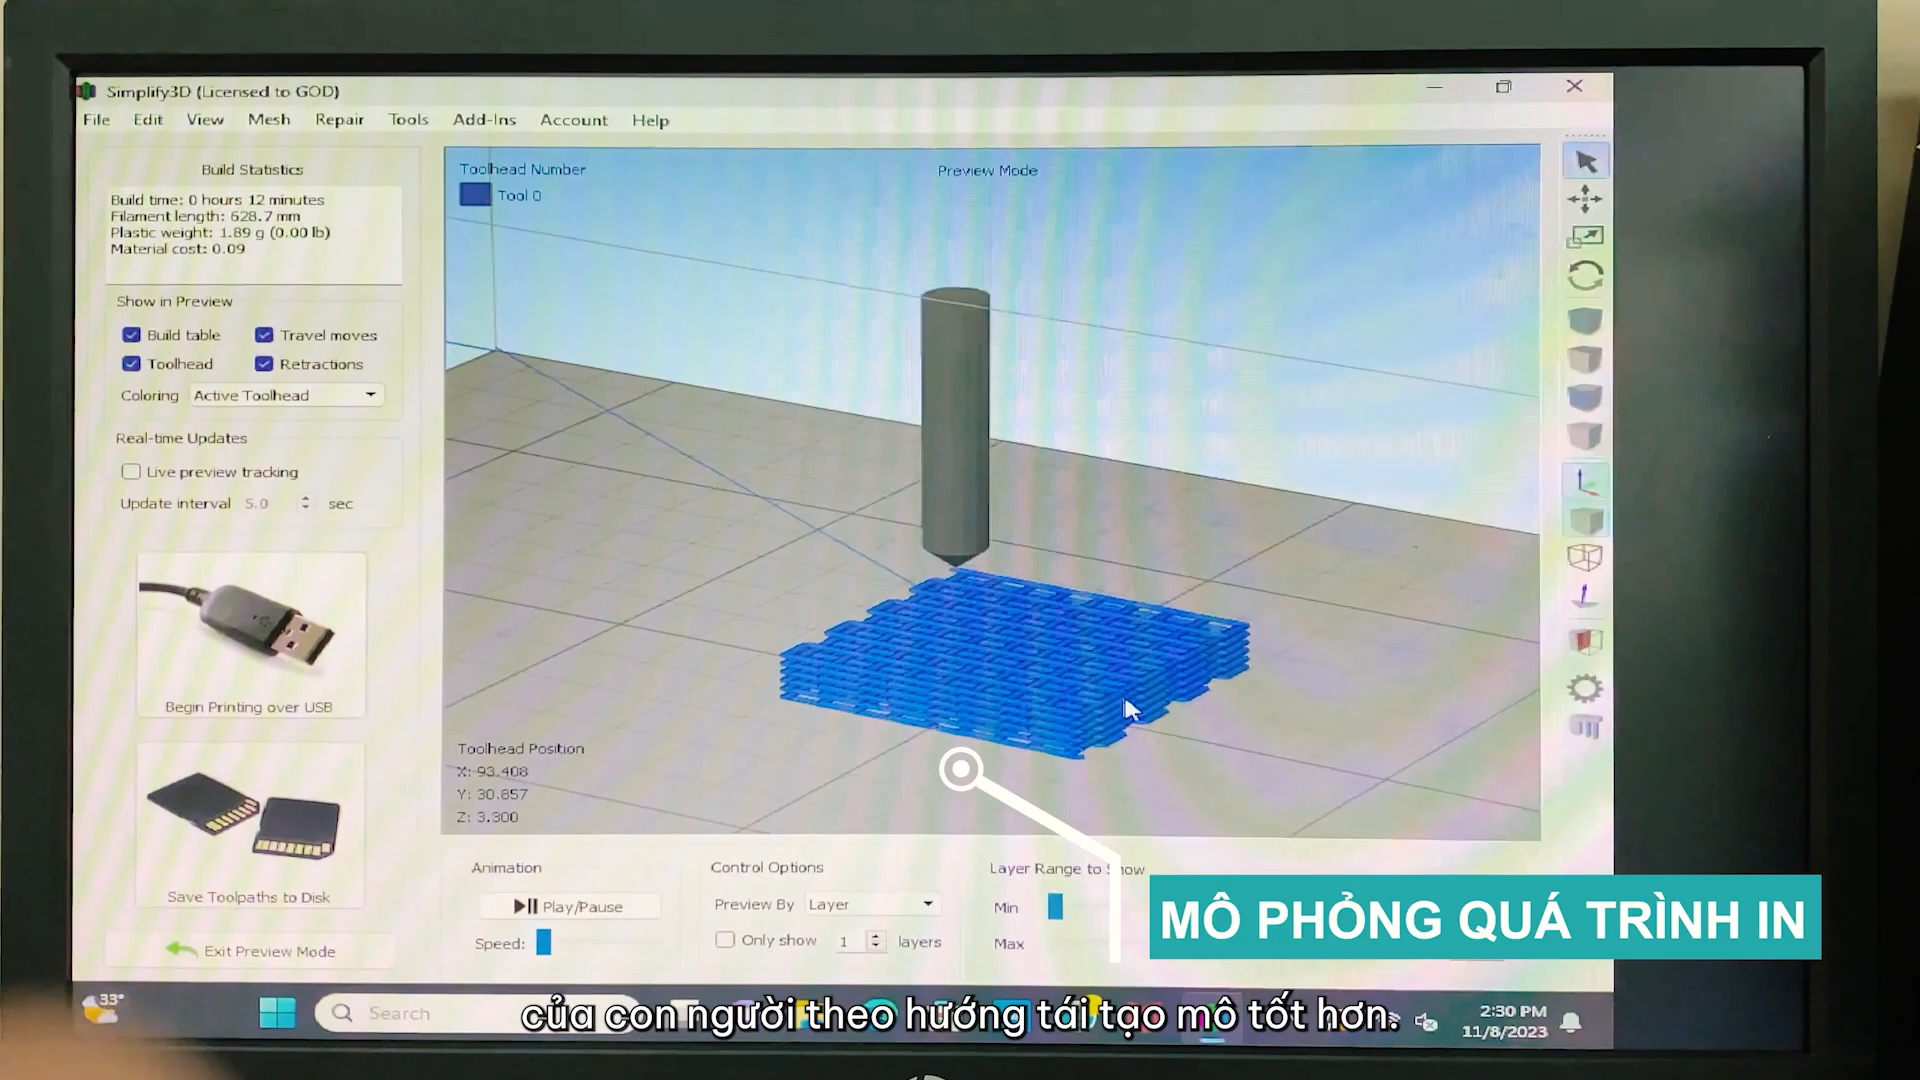 Simplify3D (Licensed to GOD)
File Edit View Mesh Repair Tools Add-Ins Account Help
Build Statistics
Build time: 0 hours 12 minutes
Filament length: 628.7 mm
Plastic weight: 1.89 g (0.00 lb)
Material cost: 0.09
Show in Preview
Build table Travel moves
Toolhead Retractions
Coloring Active Toolhead
Real-time Updates
Live preview tracking
Update interval 5.0 sec
Begin Printing over USB
Save Toolpaths to Disk
Exit Preview Mode
Toolhead Number
Tool 0
Preview Mode
Toolhead Position
X: 93.408
Y: 30.857
Z: 3.300
Animation
Play/Pause
Speed:
Control Options
Preview By Layer
Only show 1 layers
Layer Range to Show
Min
Max
MÔ PHỎNG QUÁ TRÌNH IN
của con người theo hướng tái tạo mô tốt hơn.
33°
Search
2:30 PM
11/8/2023